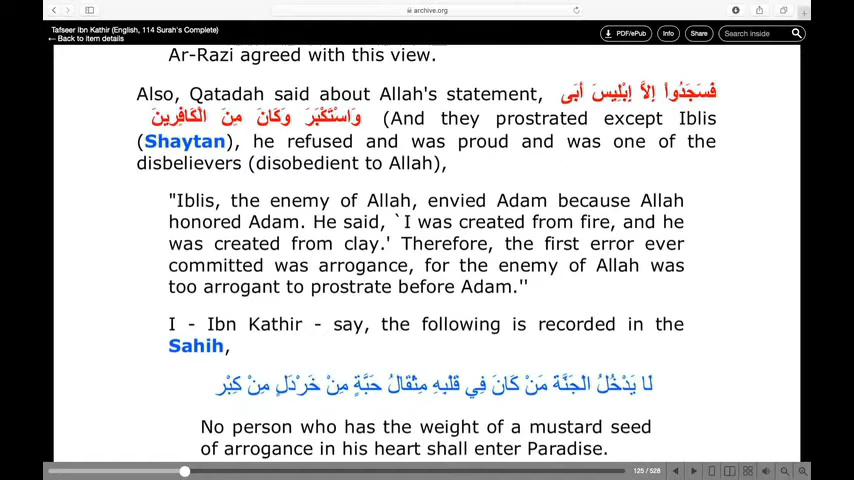 archive.org
Tafseer Ibn Kathir (English, 114 Surah's Complete)
← Back to item details
PDF/ePub
Info
Share
Search inside
Ar-Razi agreed with this view.
Also, Qatadah said about Allah's statement, فَسَجَدُواْ إِلاَّ إِبْلِيسَ أَبَى
وَاسْتَكْبَرَ وَكَانَ مِنَ الْكَافِرِينَ (And they prostrated except Iblis
(Shaytan), he refused and was proud and was one of the
disbelievers (disobedient to Allah),
"Iblis, the enemy of Allah, envied Adam because Allah
honored Adam. He said, `I was created from fire, and he
was created from clay.' Therefore, the first error ever
committed was arrogance, for the enemy of Allah was
too arrogant to prostrate before Adam.''
I - Ibn Kathir - say, the following is recorded in the
Sahih,
لَا يَدْخُلُ الْجَنَّةَ مَنْ كَانَ فِي قَلْبِهِ مِثْقَالُ حَبَّةٍ مِنْ خَرْدَلٍ مِنْ كِبْر
No person who has the weight of a mustard seed
of arrogance in his heart shall enter Paradise.
125 / 528